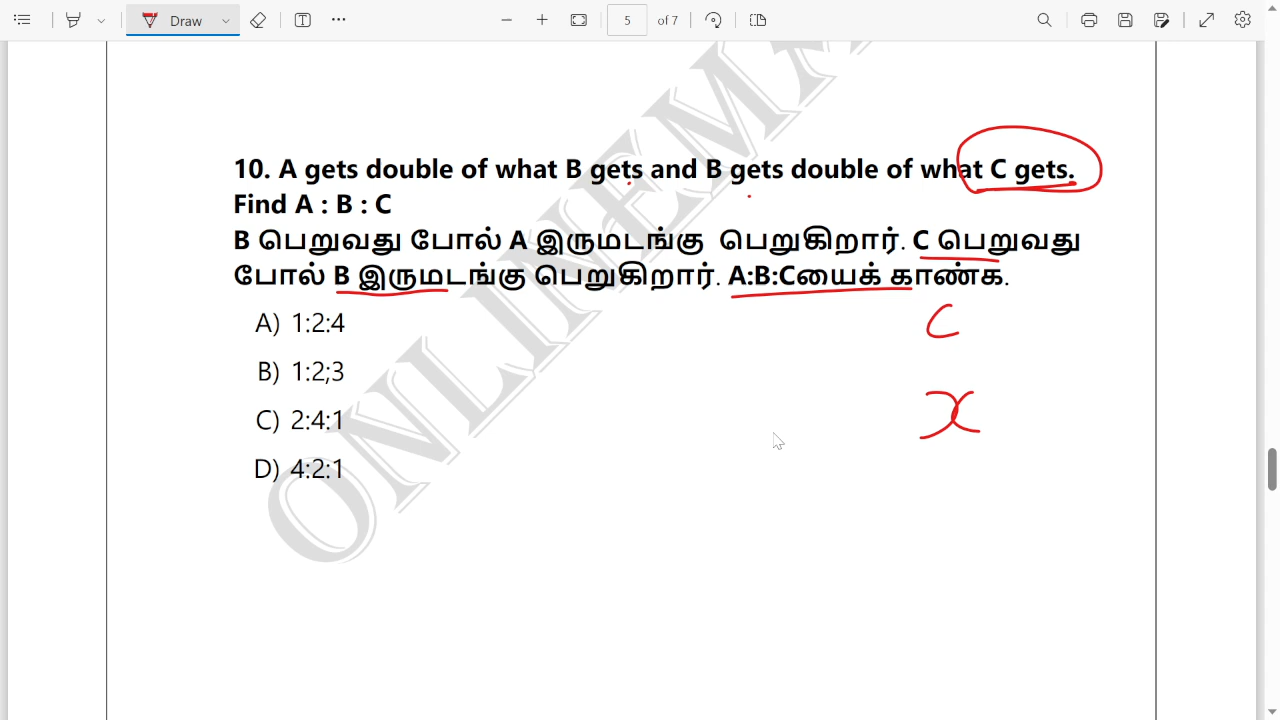 Draw
5 of 7
10. A gets double of what B gets and B gets double of what C gets.
Find A : B : C
B பெறுவது போல் A இருமடங்கு பெறுகிறார். C பெறுவது
போல் B இருமடங்கு பெறுகிறார். A:B:Cயைக் காண்க.
A) 1:2:4
B) 1:2;3
C) 2:4:1
D) 4:2:1
C
x